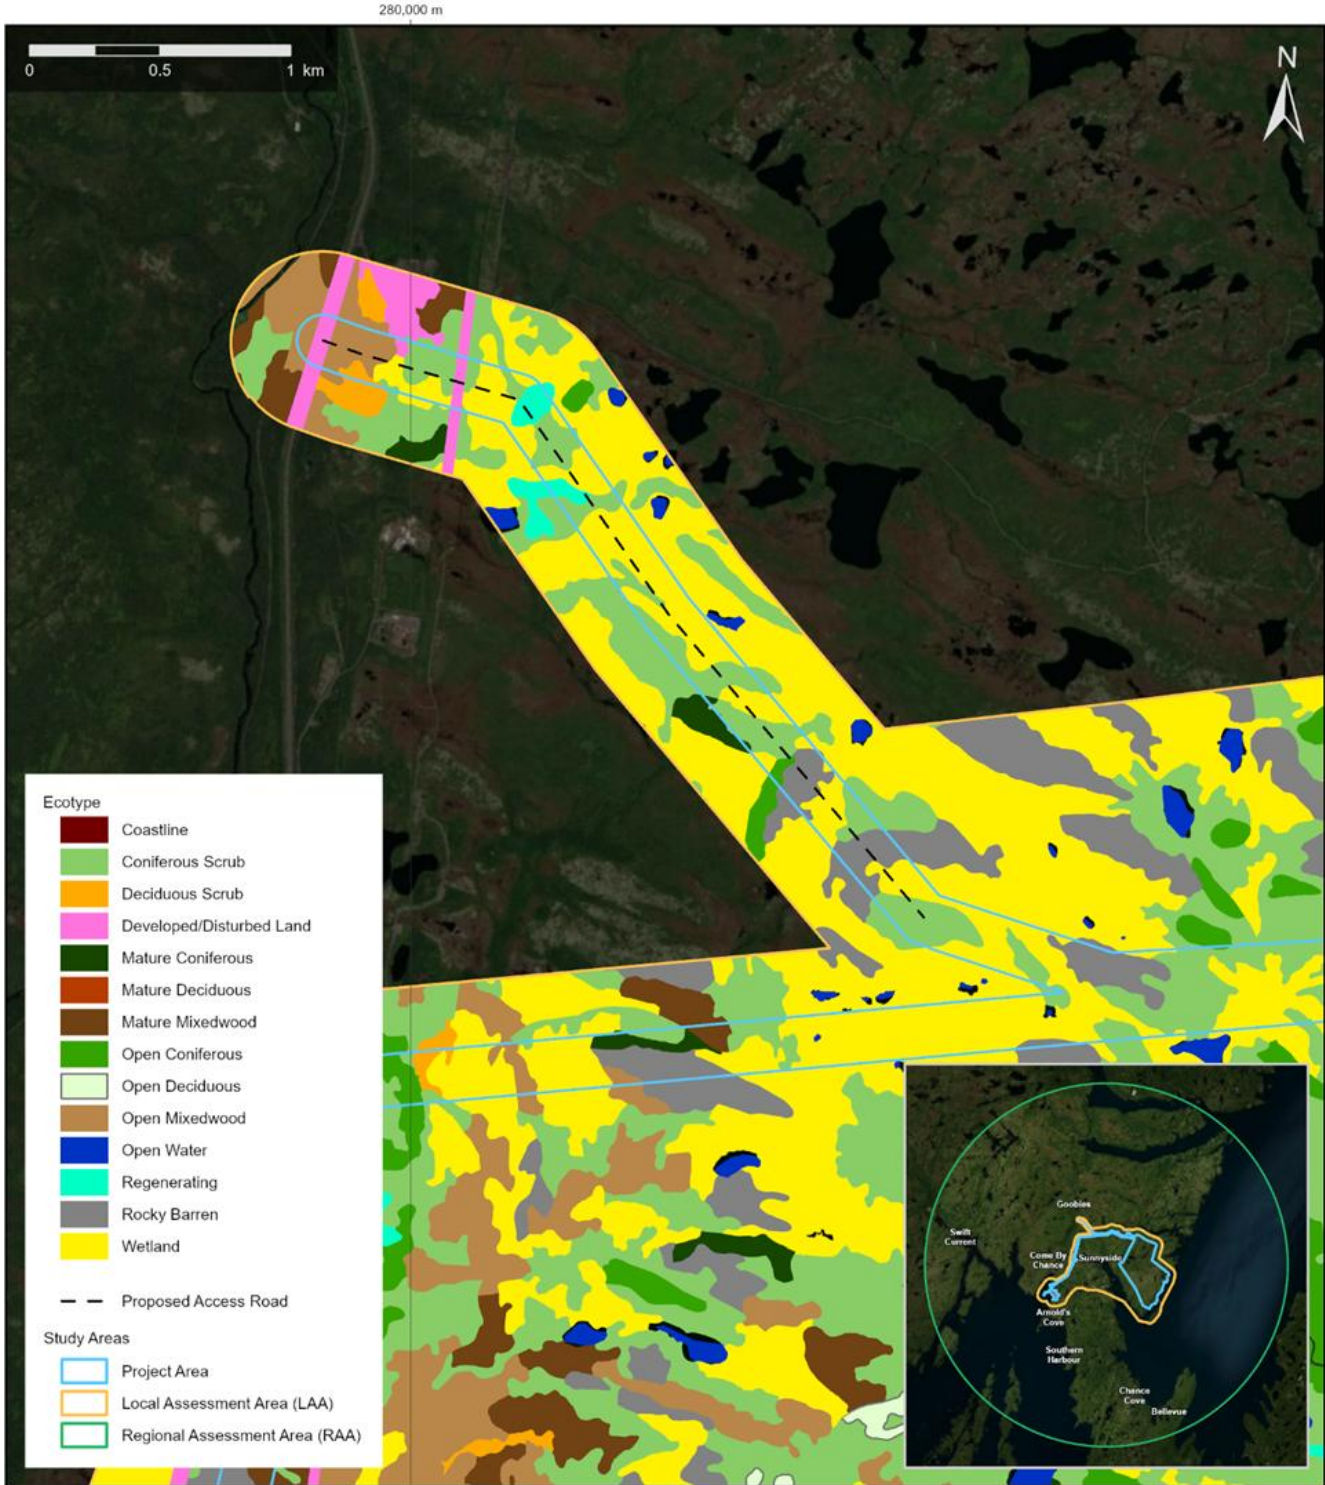 280,000 m
0 0.5 1 km
N
Ecotype
Coastline
Coniferous Scrub
Deciduous Scrub
Developed/Disturbed Land
Mature Coniferous
Mature Deciduous
Mature Mixedwood
Open Coniferous
Open Deciduous
Open Mixedwood
Open Water
Regenerating
Rocky Barren
Wetland
Proposed Access Road
Study Areas
Project Area
Local Assessment Area (LAA)
Regional Assessment Area (RAA)
Goobies
Swift
Current
Come By
Chance
Sunnyside
Arnold's
Cove
Southern
Harbour
Chance
Cove
Bellevue